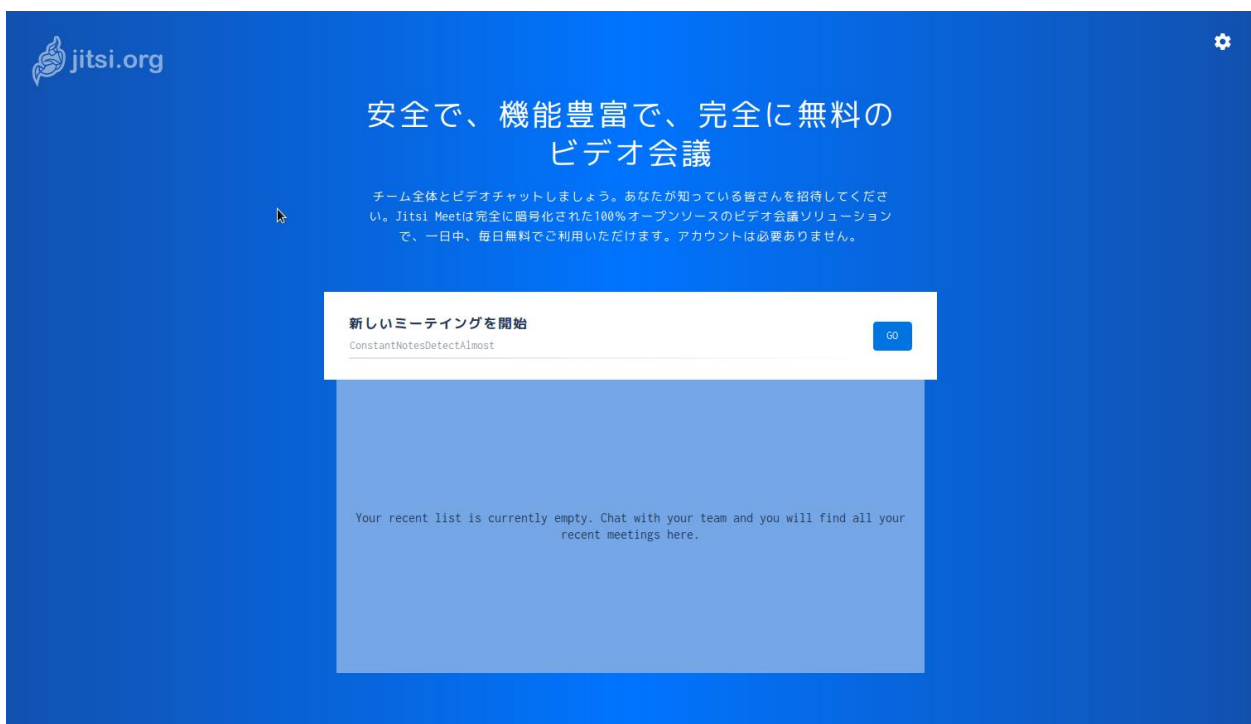 jitsi.org
安全で、機能豊富で、完全に無料の
ビデオ会議
チーム全体とビデオチャットしましょう。あなたが知っている皆さんを招待してくださ
い。Jitsi Meetは完全に暗号化された100%オープンソースのビデオ会議ソリューション
で、一日中、毎日無料でご利用いただけます。アカウントは必要ありません。
新しいミーテイングを開始
ConstantNotesDetectAlmost
GO
Your recent list is currently empty. Chat with your team and you will find all your
recent meetings here.